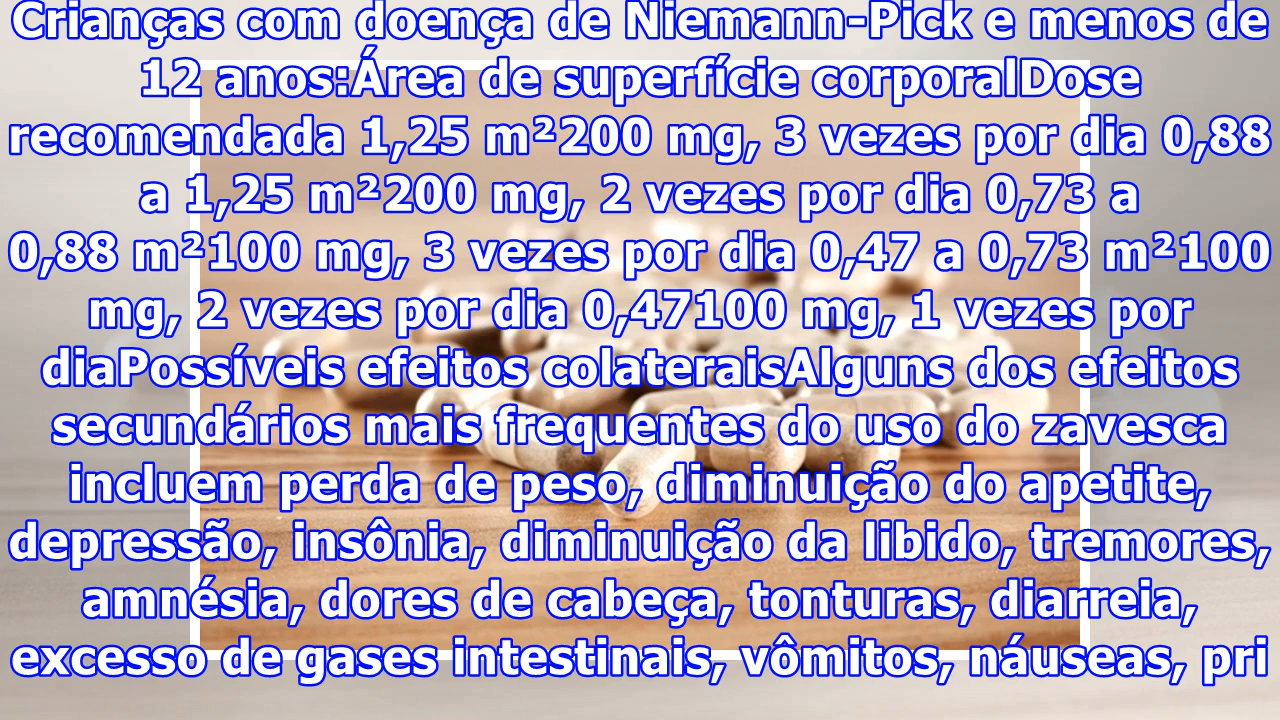 Crianças com doença de Niemann-Pick e menos de
12 anos:Área de superfície corporalDose
recomendada 1,25 m²200 mg, 3 vezes por dia 0,88
a 1,25 m²200 mg, 2 vezes por dia 0,73 a
0,88 m²100 mg, 3 vezes por dia 0,47 a 0,73 m²100
mg, 2 vezes por dia 0,47100 mg, 1 vezes por
diaPossíveis efeitos colateraisAlguns dos efeitos
secundários mais frequentes do uso do zavesca
incluem perda de peso, diminuição do apetite,
depressão, insônia, diminuição da libido, tremores,
amnésia, dores de cabeça, tonturas, diarreia,
excesso de gases intestinais, vômitos, náuseas, pri